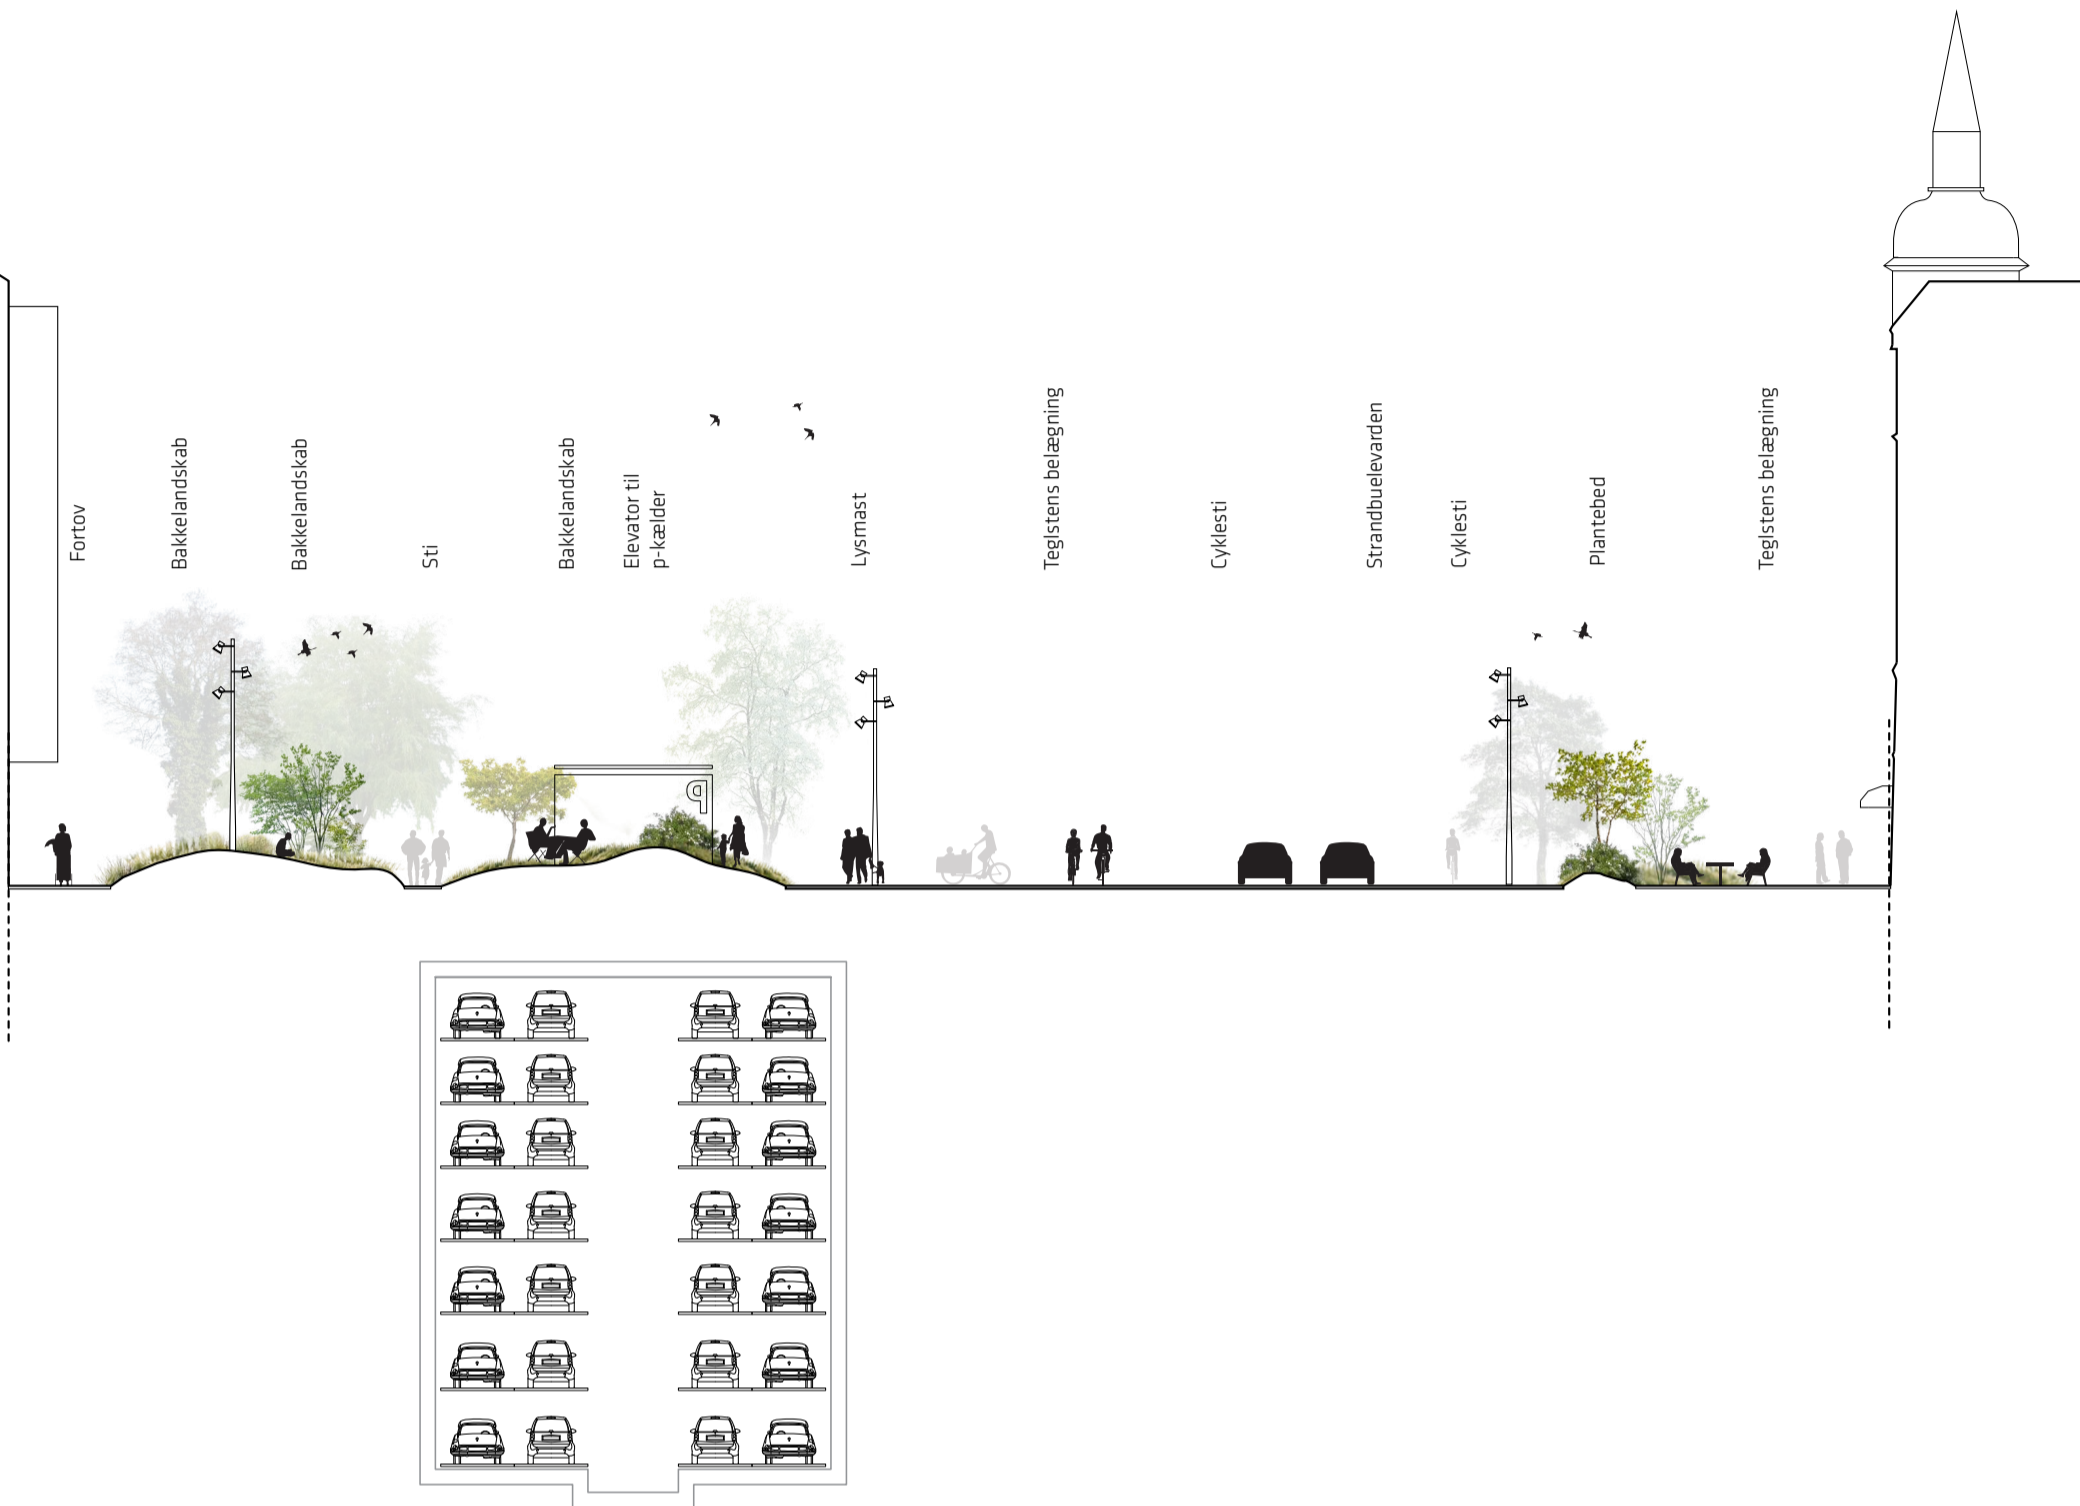 Fortov
Bakkelandskab
Bakkelandskab
Sti
Bakkelandskab
Elevator til
p-kælder
Lysmast
Teglstens belægning
Cyklesti
Strandbuelevarden
Cyklesti
Plantebed
Teglstens belægning
P